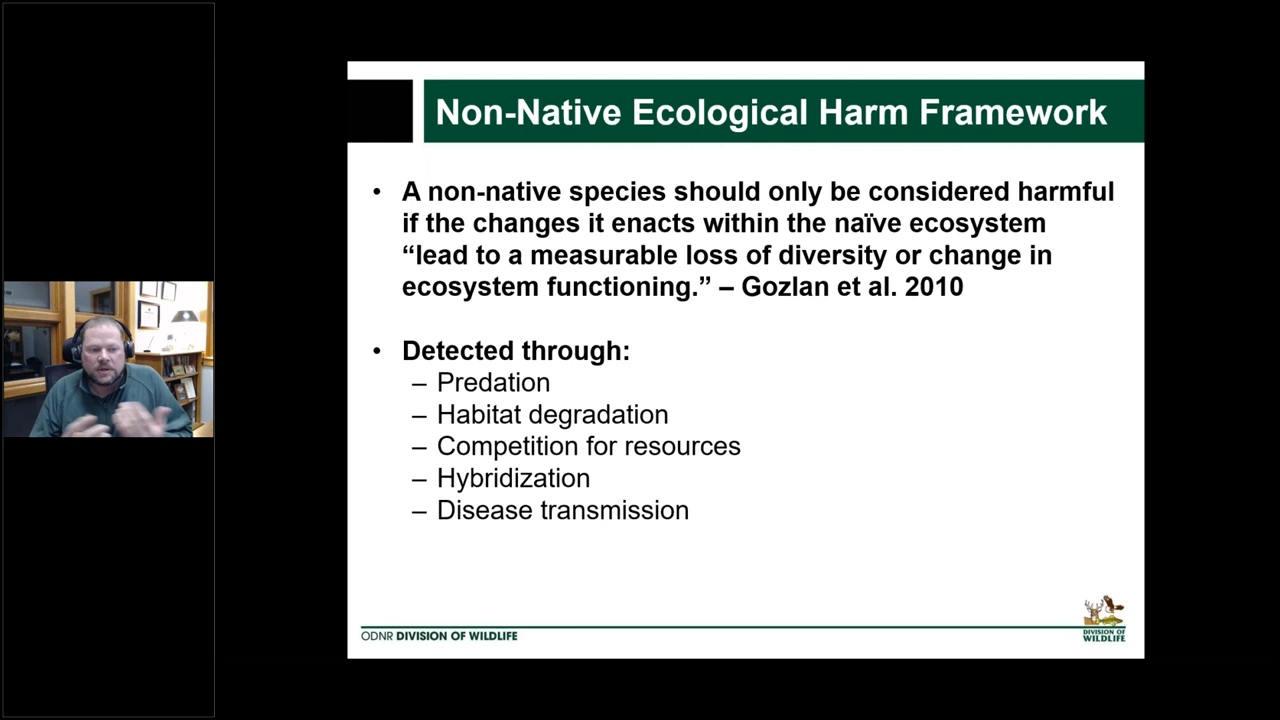 Non-Native Ecological Harm Framework
• A non-native species should only be considered harmful
if the changes it enacts within the naïve ecosystem
“lead to a measurable loss of diversity or change in
ecosystem functioning.” – Gozlan et al. 2010
• Detected through:
– Predation
– Habitat degradation
– Competition for resources
– Hybridization
– Disease transmission
ODNR DIVISION OF WILDLIFE
DIVISION OF
WILDLIFE